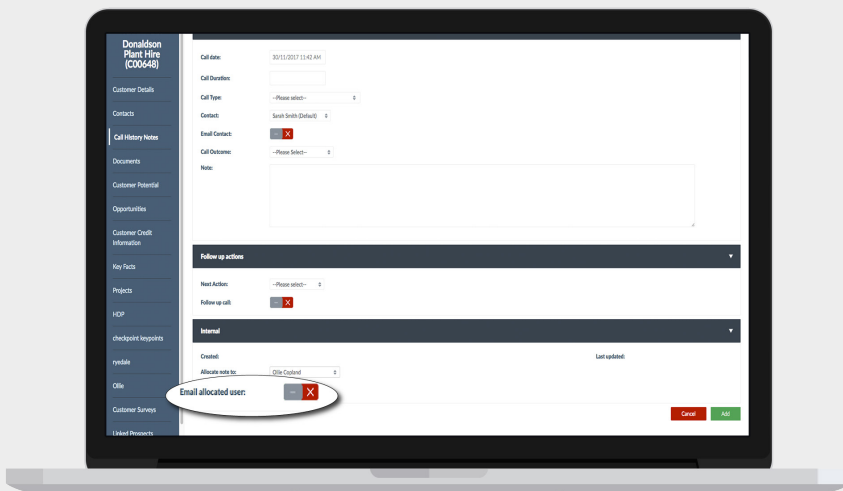 Donaldson
Plant Hire
(C00648)
Customer Details
Contacts
Call History Notes
Documents
Customer Potential
Opportunities
Customer Credit
Information
Key Facts
Projects
HDP
checkpoint keypoints
ryedale
Ollie
Customer Surveys
Linked Prospects
Call date: 30/11/2017 11:42 AM
Call Duration:
Call Type: --Please select--
Contact: Sarah Smith (Default)
Email Contact: -- X
Call Outcome: --Please Select--
Note:
Follow up actions
Next Action: --Please select--
Follow up call: -- X
Internal
Created: Last updated:
Allocate note to: Ollie Copland
Email allocated user: -- X
Cancel Add